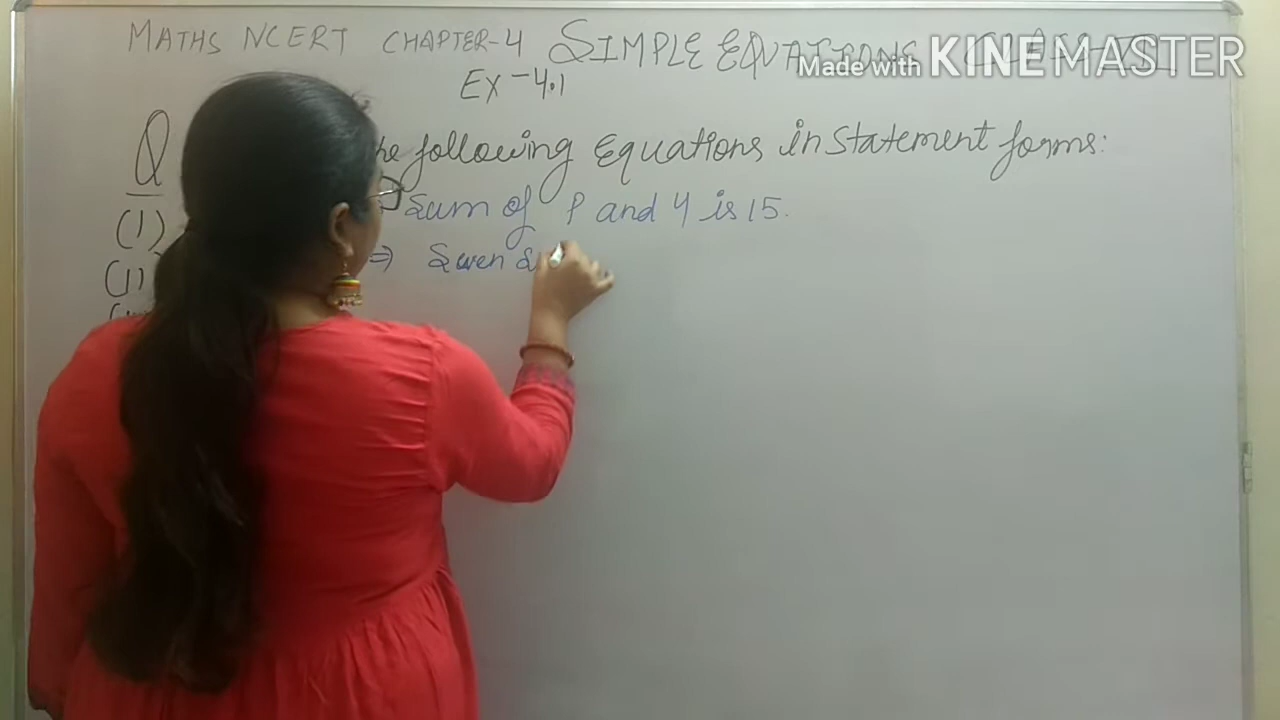 MATHS NCERT CHAPTER-4 SIMPLE EQUATIONS
Made with KINEMASTER
Ex-4.1
Q following Equations in Statement forms:
(1) Sum of P and 4 is 15.
(11) ⇒ Seven